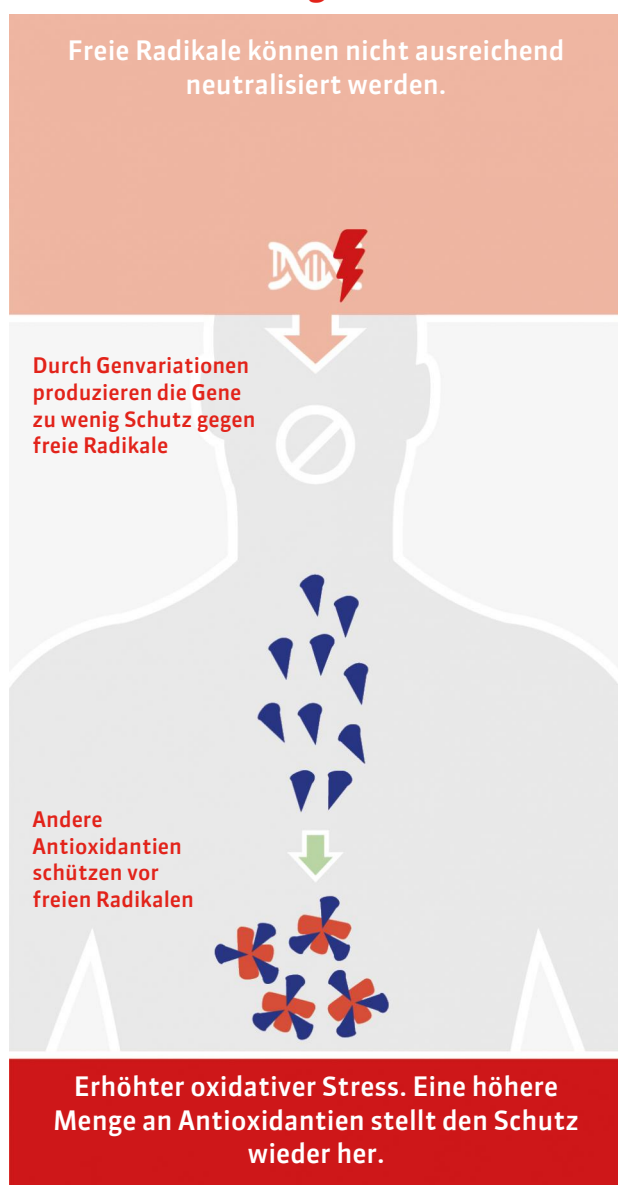 Freie Radikale können nicht ausreichend
neutralisiert werden.
Durch Genvariationen
produzieren die Gene
zu wenig Schutz gegen
freie Radikale
Andere
Antioxidantien
schützen vor
freien Radikalen
Erhöhter oxidativer Stress. Eine höhere
Menge an Antioxidantien stellt den Schutz
wieder her.